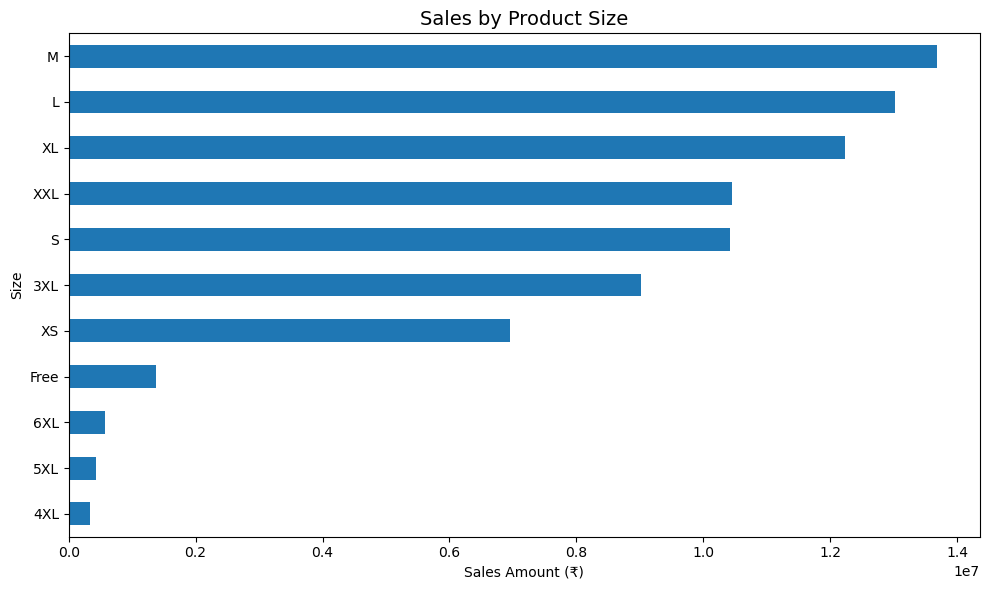 Sales by Product Size
M
L
XL
XXL
S
3XL
XS
Free
6XL
5XL
4XL
Size
0.0 0.2 0.4 0.6 0.8 1.0 1.2 1.4
1e7
Sales Amount (₹)